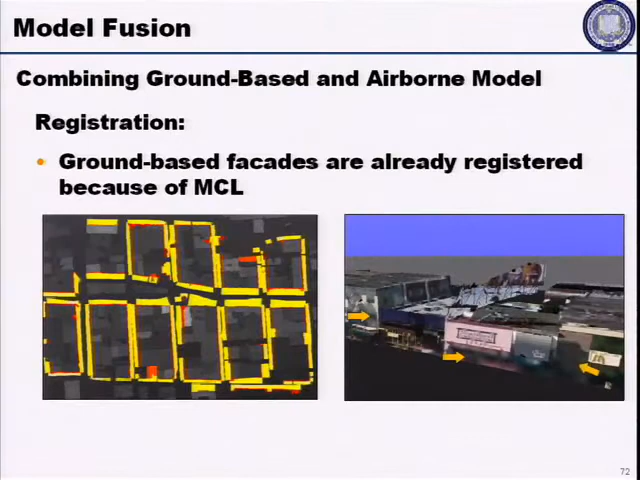 Model Fusion
Combining Ground-Based and Airborne Model
Registration:
• Ground-based facades are already registered
because of MCL
72